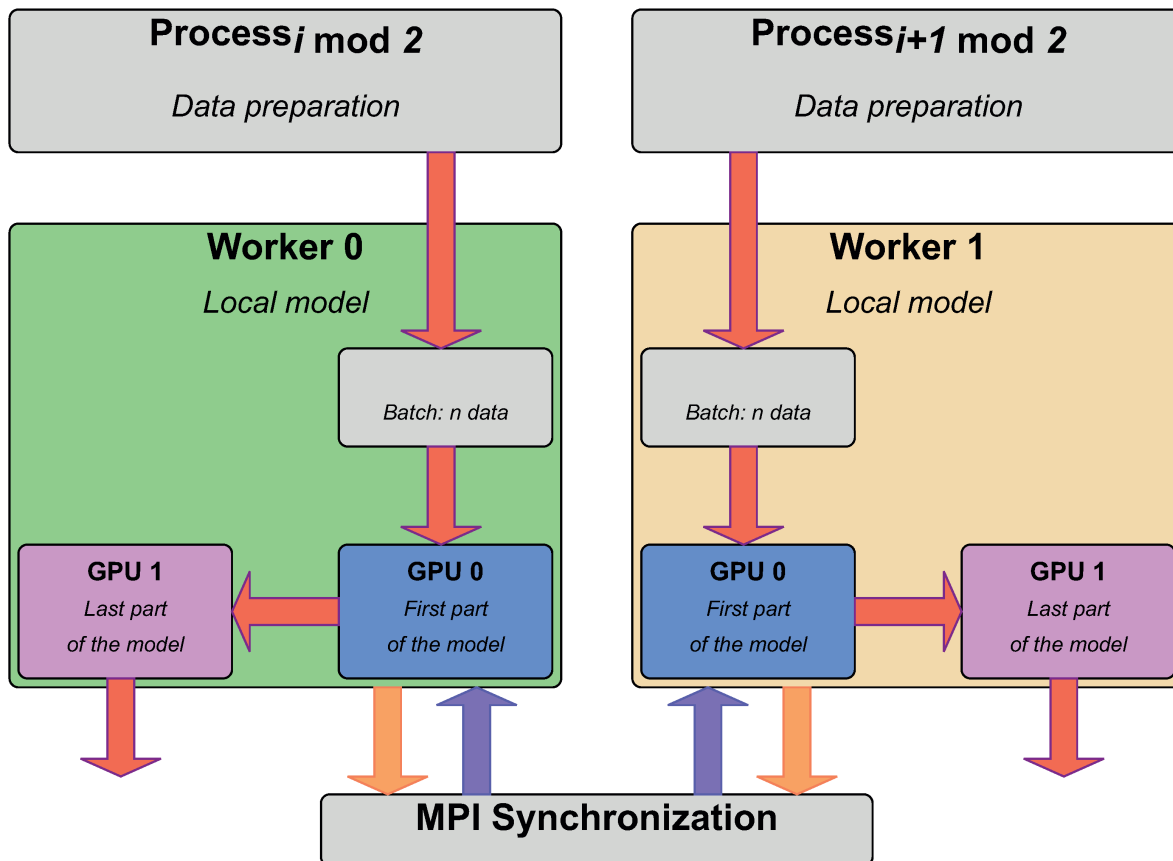 Process i mod 2
Data preparation
Process i+1 mod 2
Data preparation
Worker 0
Local model
Batch: n data
GPU 1
Last part
of the model
GPU 0
First part
of the model
Worker 1
Local model
Batch: n data
GPU 0
First part
of the model
GPU 1
Last part
of the model
MPI Synchronization